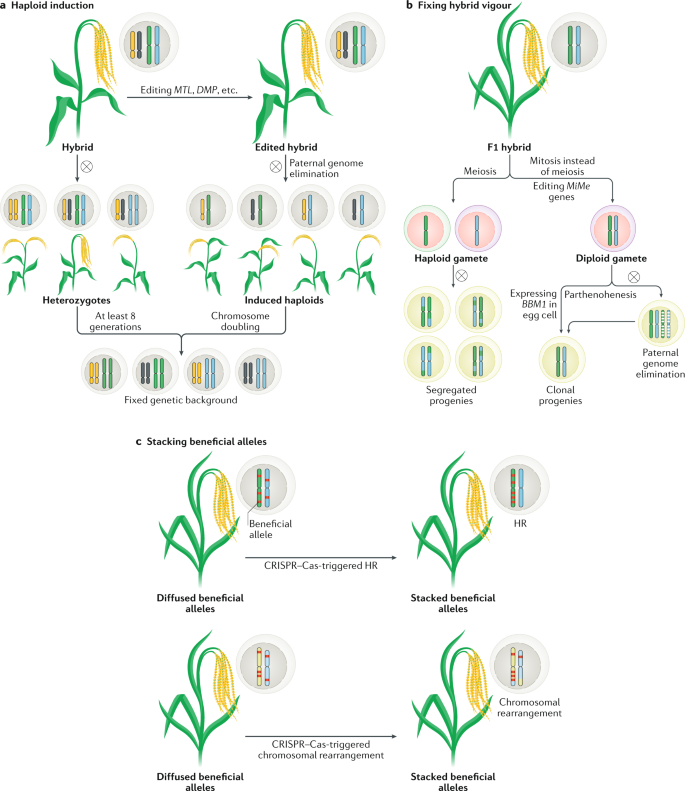 a Haploid induction
Editing MTL, DMP, etc.
Hybrid
Edited hybrid
Paternal genome
elimination
Heterozygotes
Induced haploids
At least 8
generations
Chromosome
doubling
Fixed genetic background
b Fixing hybrid vigour
F1 hybrid
Meiosis
Mitosis instead
of meiosis
Editing MiMe
genes
Haploid gamete
Diploid gamete
Expressing
BBM1 in
egg cell
Parthenohenesis
Segregated
progenies
Clonal
progenies
Paternal
genome
elimination
c Stacking beneficial alleles
Beneficial
allele
HR
CRISPR–Cas-triggered HR
Diffused beneficial
alleles
Stacked beneficial
alleles
Chromosomal
rearrangement
CRISPR–Cas-triggered
chromosomal rearrangement
Diffused beneficial
alleles
Stacked beneficial
alleles